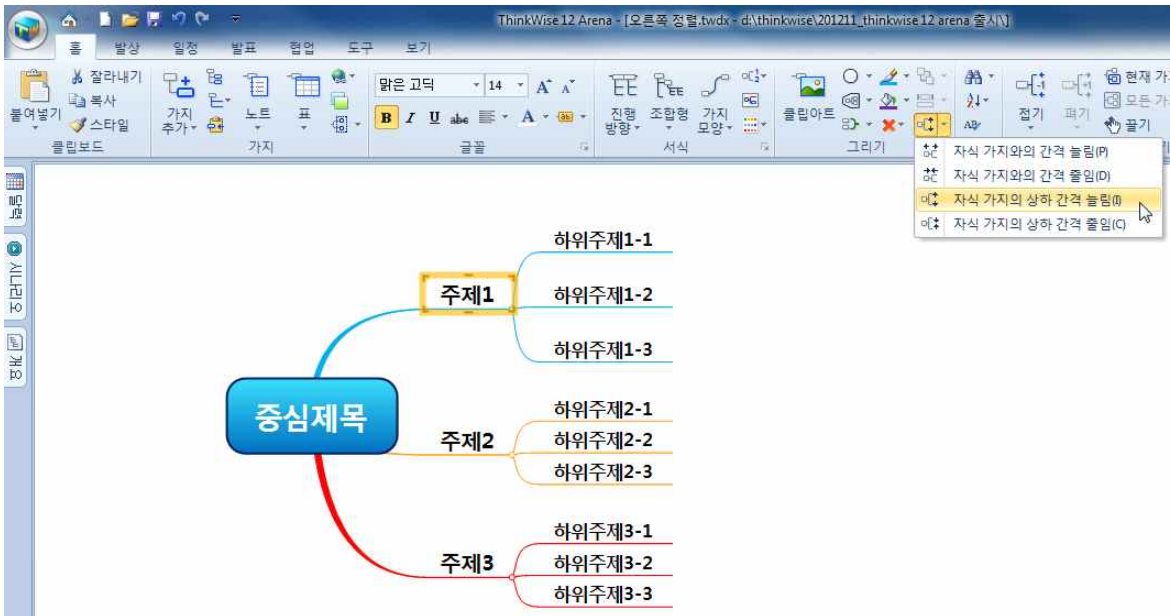 ThinkWise 12 Arena - [오른쪽 정렬.twdx - d:\thinkwise\201211_thinkwise12 arena 출시\]
홈 발상 일정 발표 협업 도구 보기
붙여넣기
잘라내기
복사
스타일
클립보드
가지
추가
노트
표
가지
맑은 고딕 14
B I U abc
글꼴
진행
방향
조합형
가지
모양
서식
클립아트
그리기
접기
펴기
현재 가
모든 가
끌기
자식 가지와의 간격 늘림(P)
자식 가지와의 간격 줄임(D)
자식 가지의 상하 간격 늘림(I)
자식 가지의 상하 간격 줄임(C)
달력
시나리오
개요
하위주제1-1
주제1
하위주제1-2
하위주제1-3
중심제목
하위주제2-1
주제2
하위주제2-2
하위주제2-3
하위주제3-1
주제3
하위주제3-2
하위주제3-3